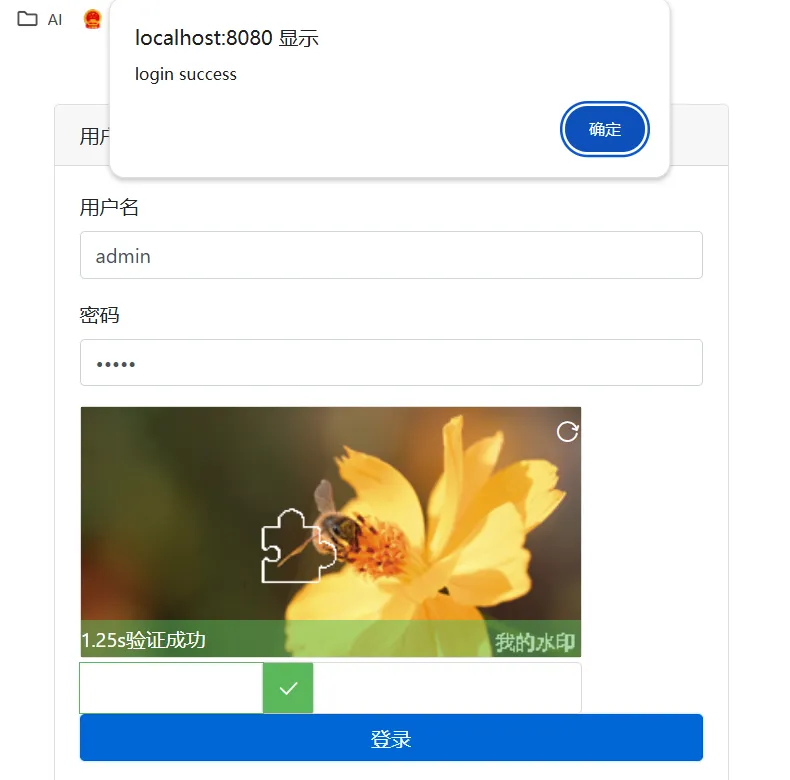 AI
localhost:8080 显示
login success
确定
用户
用户名
admin
密码
•••••
1.25s验证成功
我的水印
登录